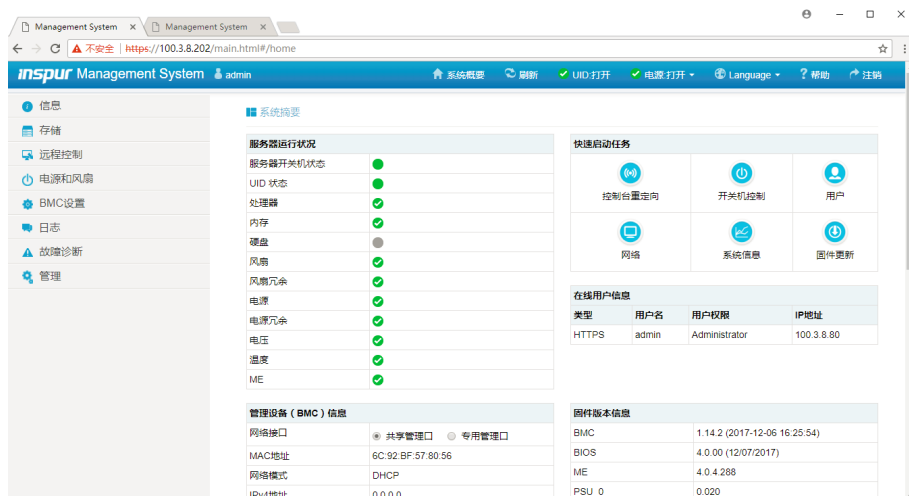 Management System
Management System
不安全 | https://100.3.8.202/main.html#/home
inspur Management System admin 系统概要 刷新 UID:打开 电源:打开 Language 帮助 注销
信息
存储
远程控制
电源和风扇
BMC设置
日志
故障诊断
管理
系统摘要
服务器运行状况
服务器开关机状态
UID 状态
处理器
内存
硬盘
风扇
风扇冗余
电源
电源冗余
电压
温度
ME
快速启动任务
控制台重定向 开关机控制 用户
网络 系统信息 固件更新
在线用户信息
类型 用户名 用户权限 IP地址
HTTPS admin Administrator 100.3.8.80
管理设备（BMC）信息
网络接口 共享管理口 专用管理口
MAC地址 6C:92:BF:57:80:56
网络模式 DHCP
IPv4地址 0.0.0.0
固件版本信息
BMC 1.14.2 (2017-12-06 16:25:54)
BIOS 4.0.00 (12/07/2017)
ME 4.0.4.288
PSU_0 0.020